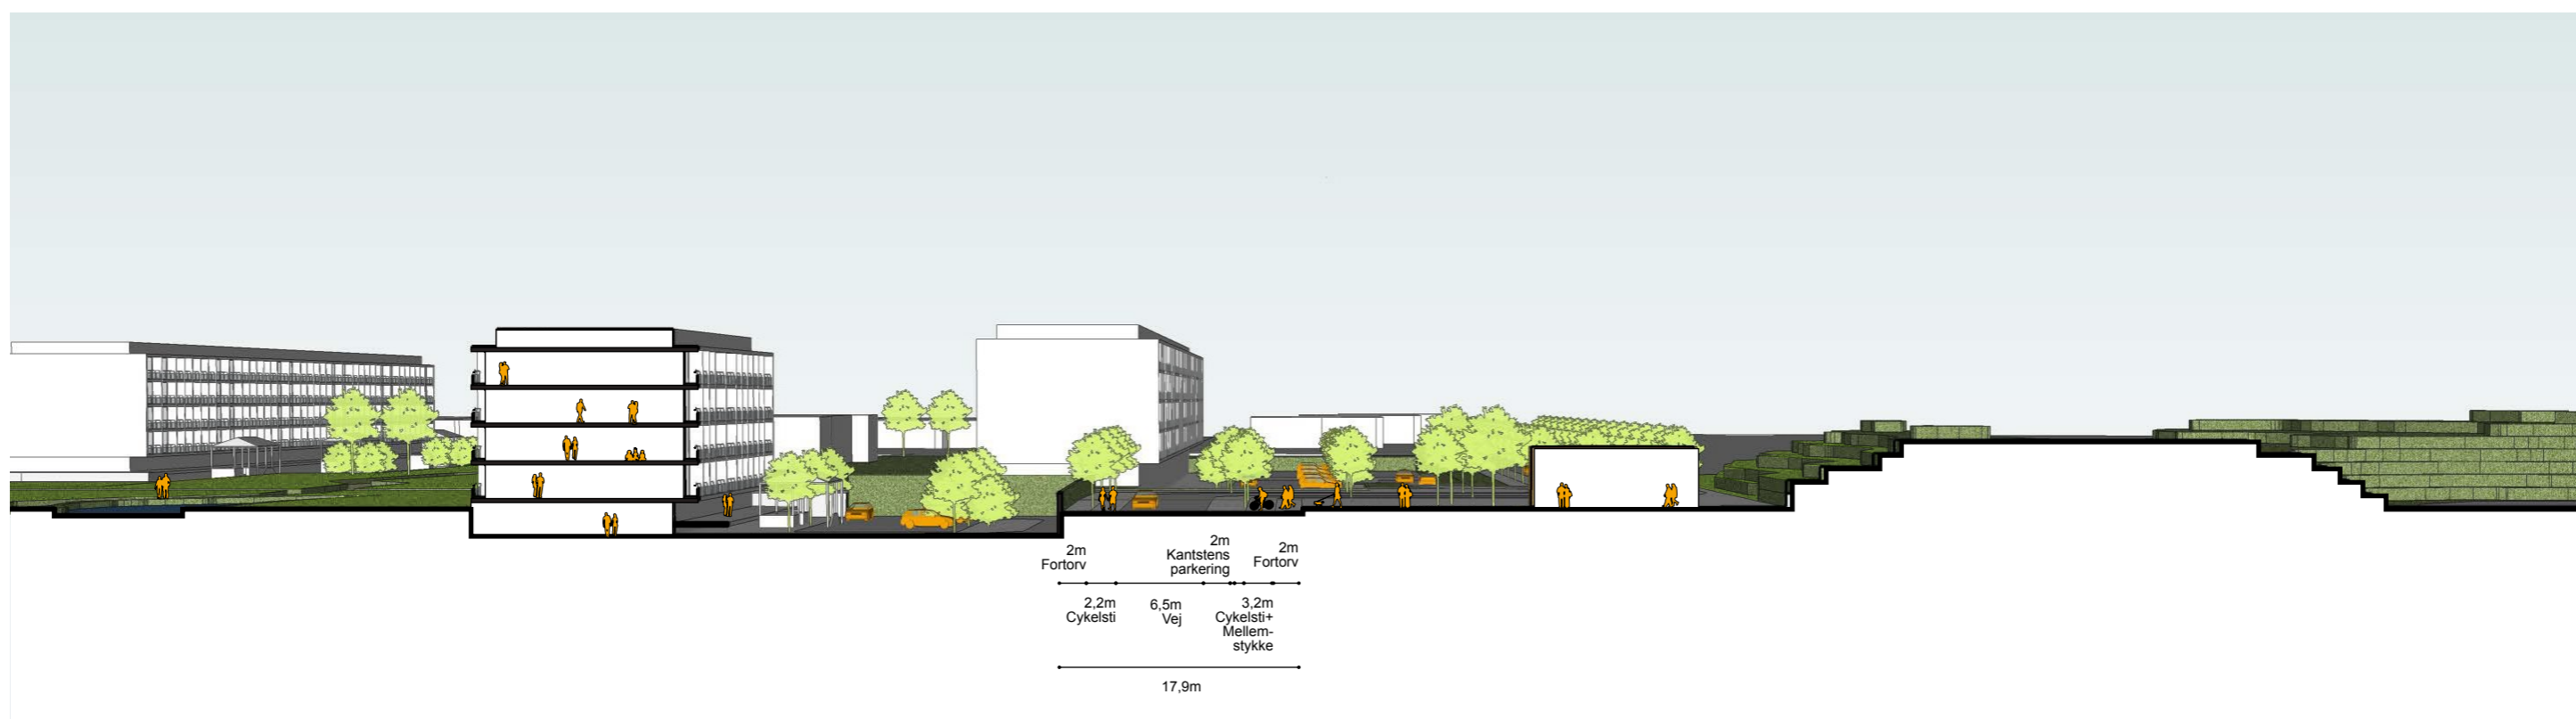 2m
Fortorv
2m
Kantstens
parkering
2m
Fortorv
2,2m
Cykelsti
6,5m
Vej
3,2m
Cykelsti+
Mellem-
stykke
17,9m